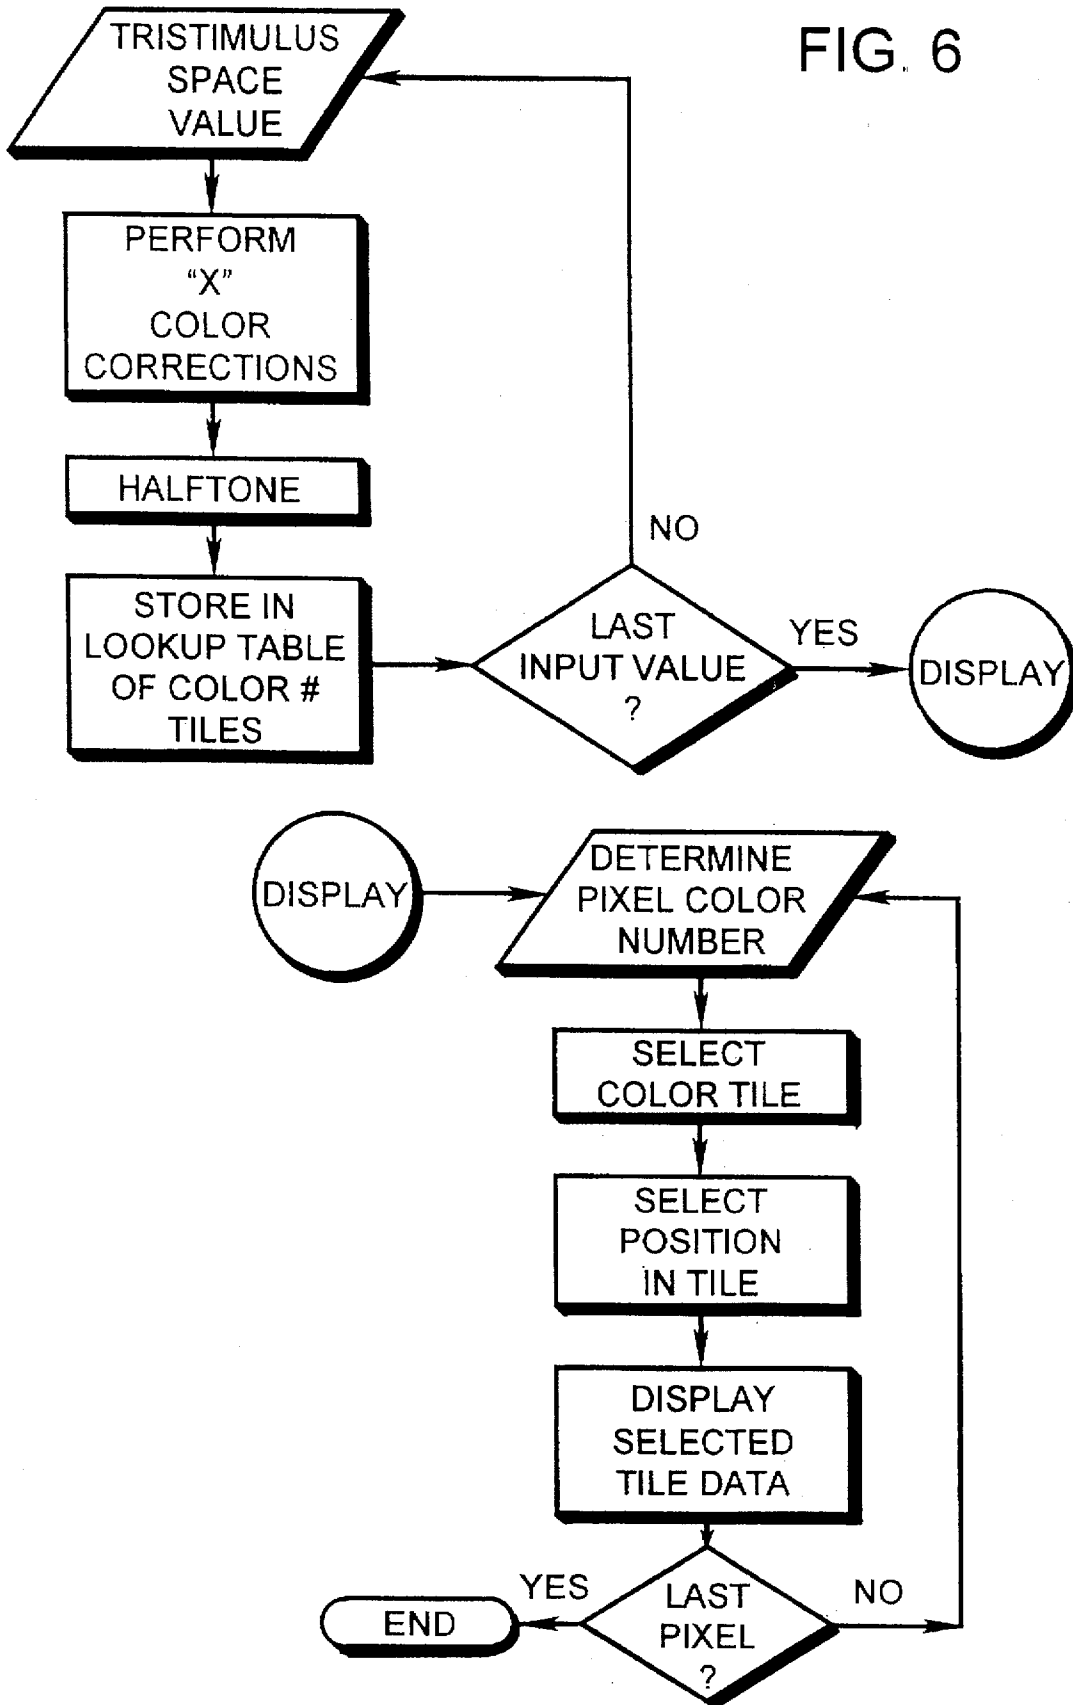 FIG. 6
TRISTIMULUS
SPACE
VALUE
PERFORM
“X”
COLOR
CORRECTIONS
HALFTONE
STORE IN
LOOKUP TABLE
OF COLOR #
TILES
NO
LAST
INPUT VALUE
?
YES
DISPLAY
DISPLAY
DETERMINE
PIXEL COLOR
NUMBER
SELECT
COLOR TILE
SELECT
POSITION
IN TILE
DISPLAY
SELECTED
TILE DATA
LAST
PIXEL
?
YES
NO
END